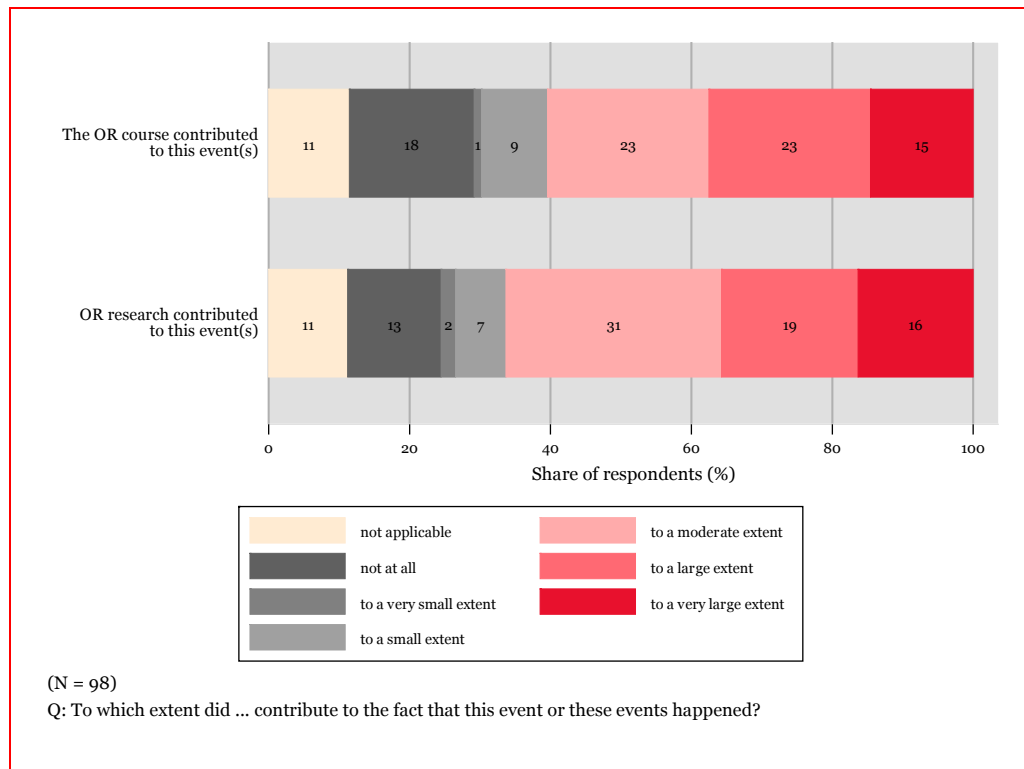 The OR course contributed
to this event(s)
11 18 1 9 23 23 15
OR research contributed
to this event(s)
11 13 2 7 31 19 16
0 20 40 60 80 100
Share of respondents (%)
not applicable
not at all
to a very small extent
to a small extent
to a moderate extent
to a large extent
to a very large extent
(N = 98)
Q: To which extent did ... contribute to the fact that this event or these events happened?